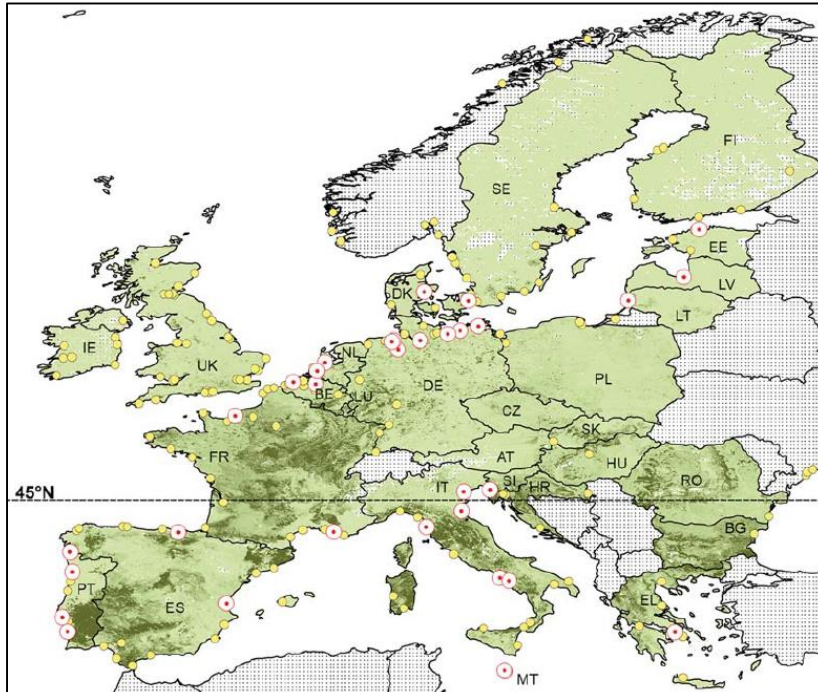 FI
SE
EE
LV
DK
LT
IE
UK
NL
PL
DE
BE
LU
CZ
SK
FR
AT
HU
SI
RO
IT
HR
45°N
BG
PT
ES
EL
MT